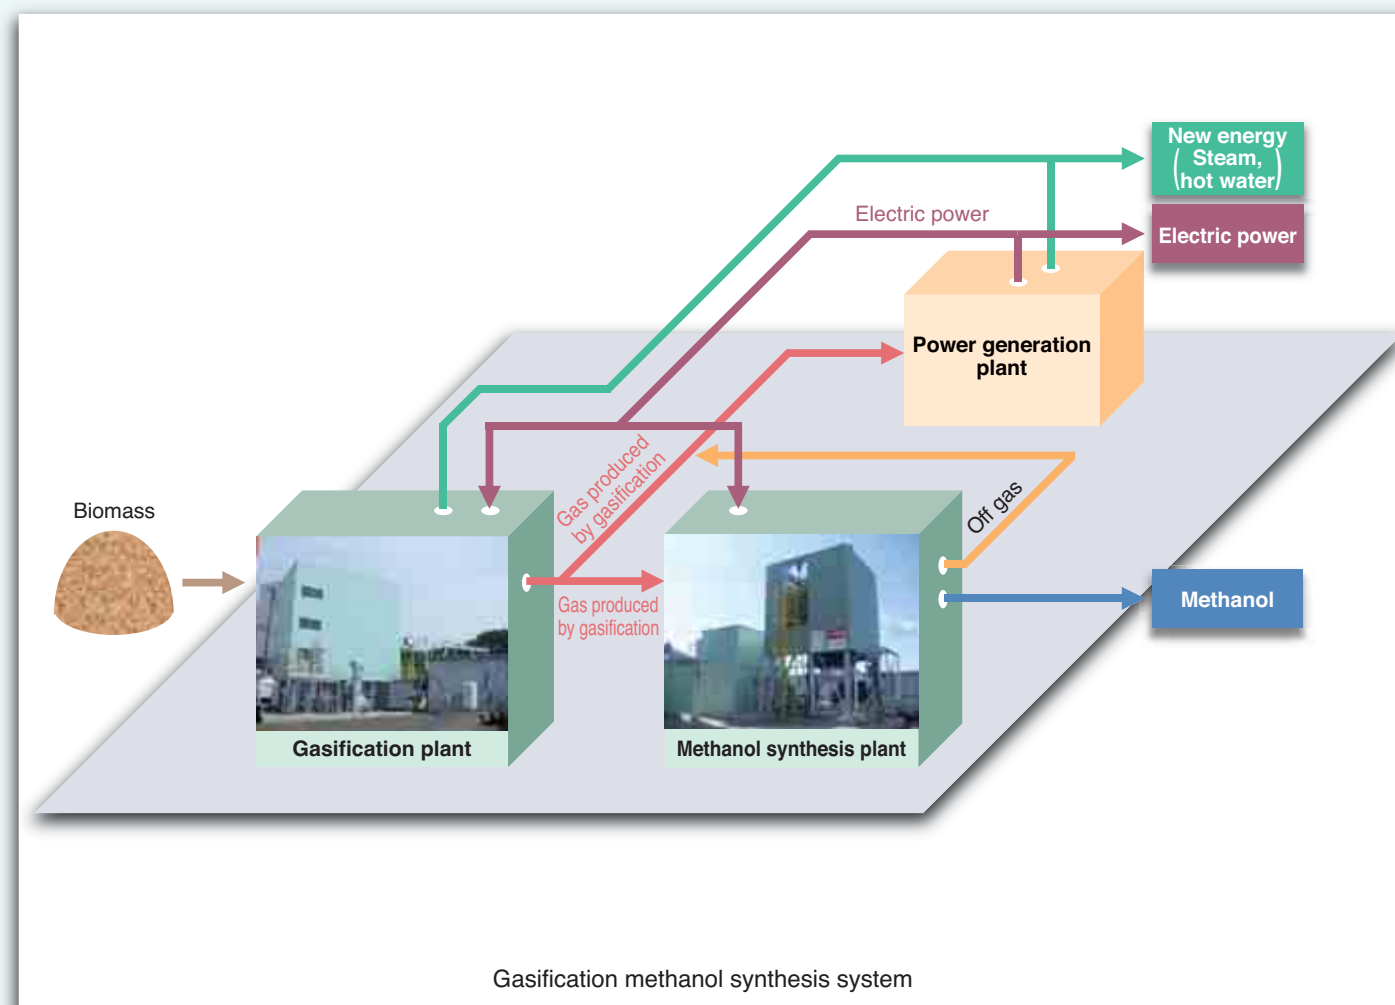 New energy
(Steam,
hot water)
Electric power
Electric power
Power generation
plant
Gas produced
by gasification
Off gas
Biomass
Gas produced
by gasification
Methanol
Gasification plant
Methanol synthesis plant
Gasification methanol synthesis system